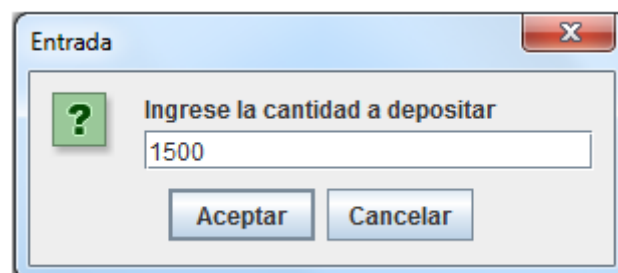 Entrada
?
Ingrese la cantidad a depositar
1500
Aceptar Cancelar